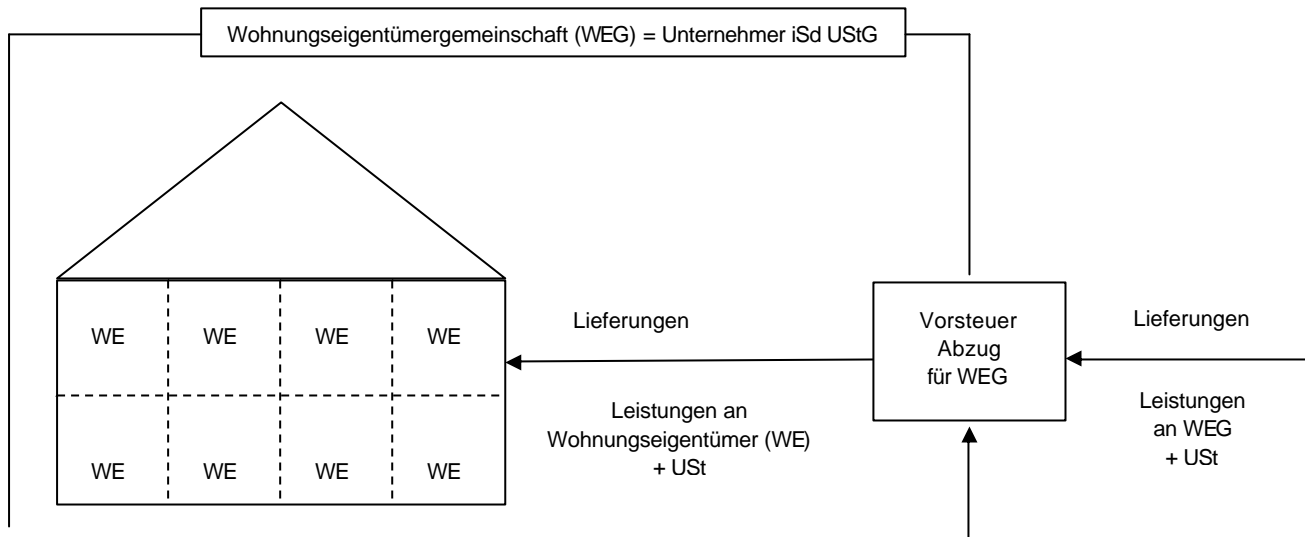 Wohnungseigentümergemeinschaft (WEG) = Unternehmer iSd UStG
WE WE WE WE
WE WE WE WE
Lieferungen
Leistungen an
Wohnungseigentümer (WE)
+ USt
Vorsteuer
Abzug
für WEG
Lieferungen
Leistungen
an WEG
+ USt